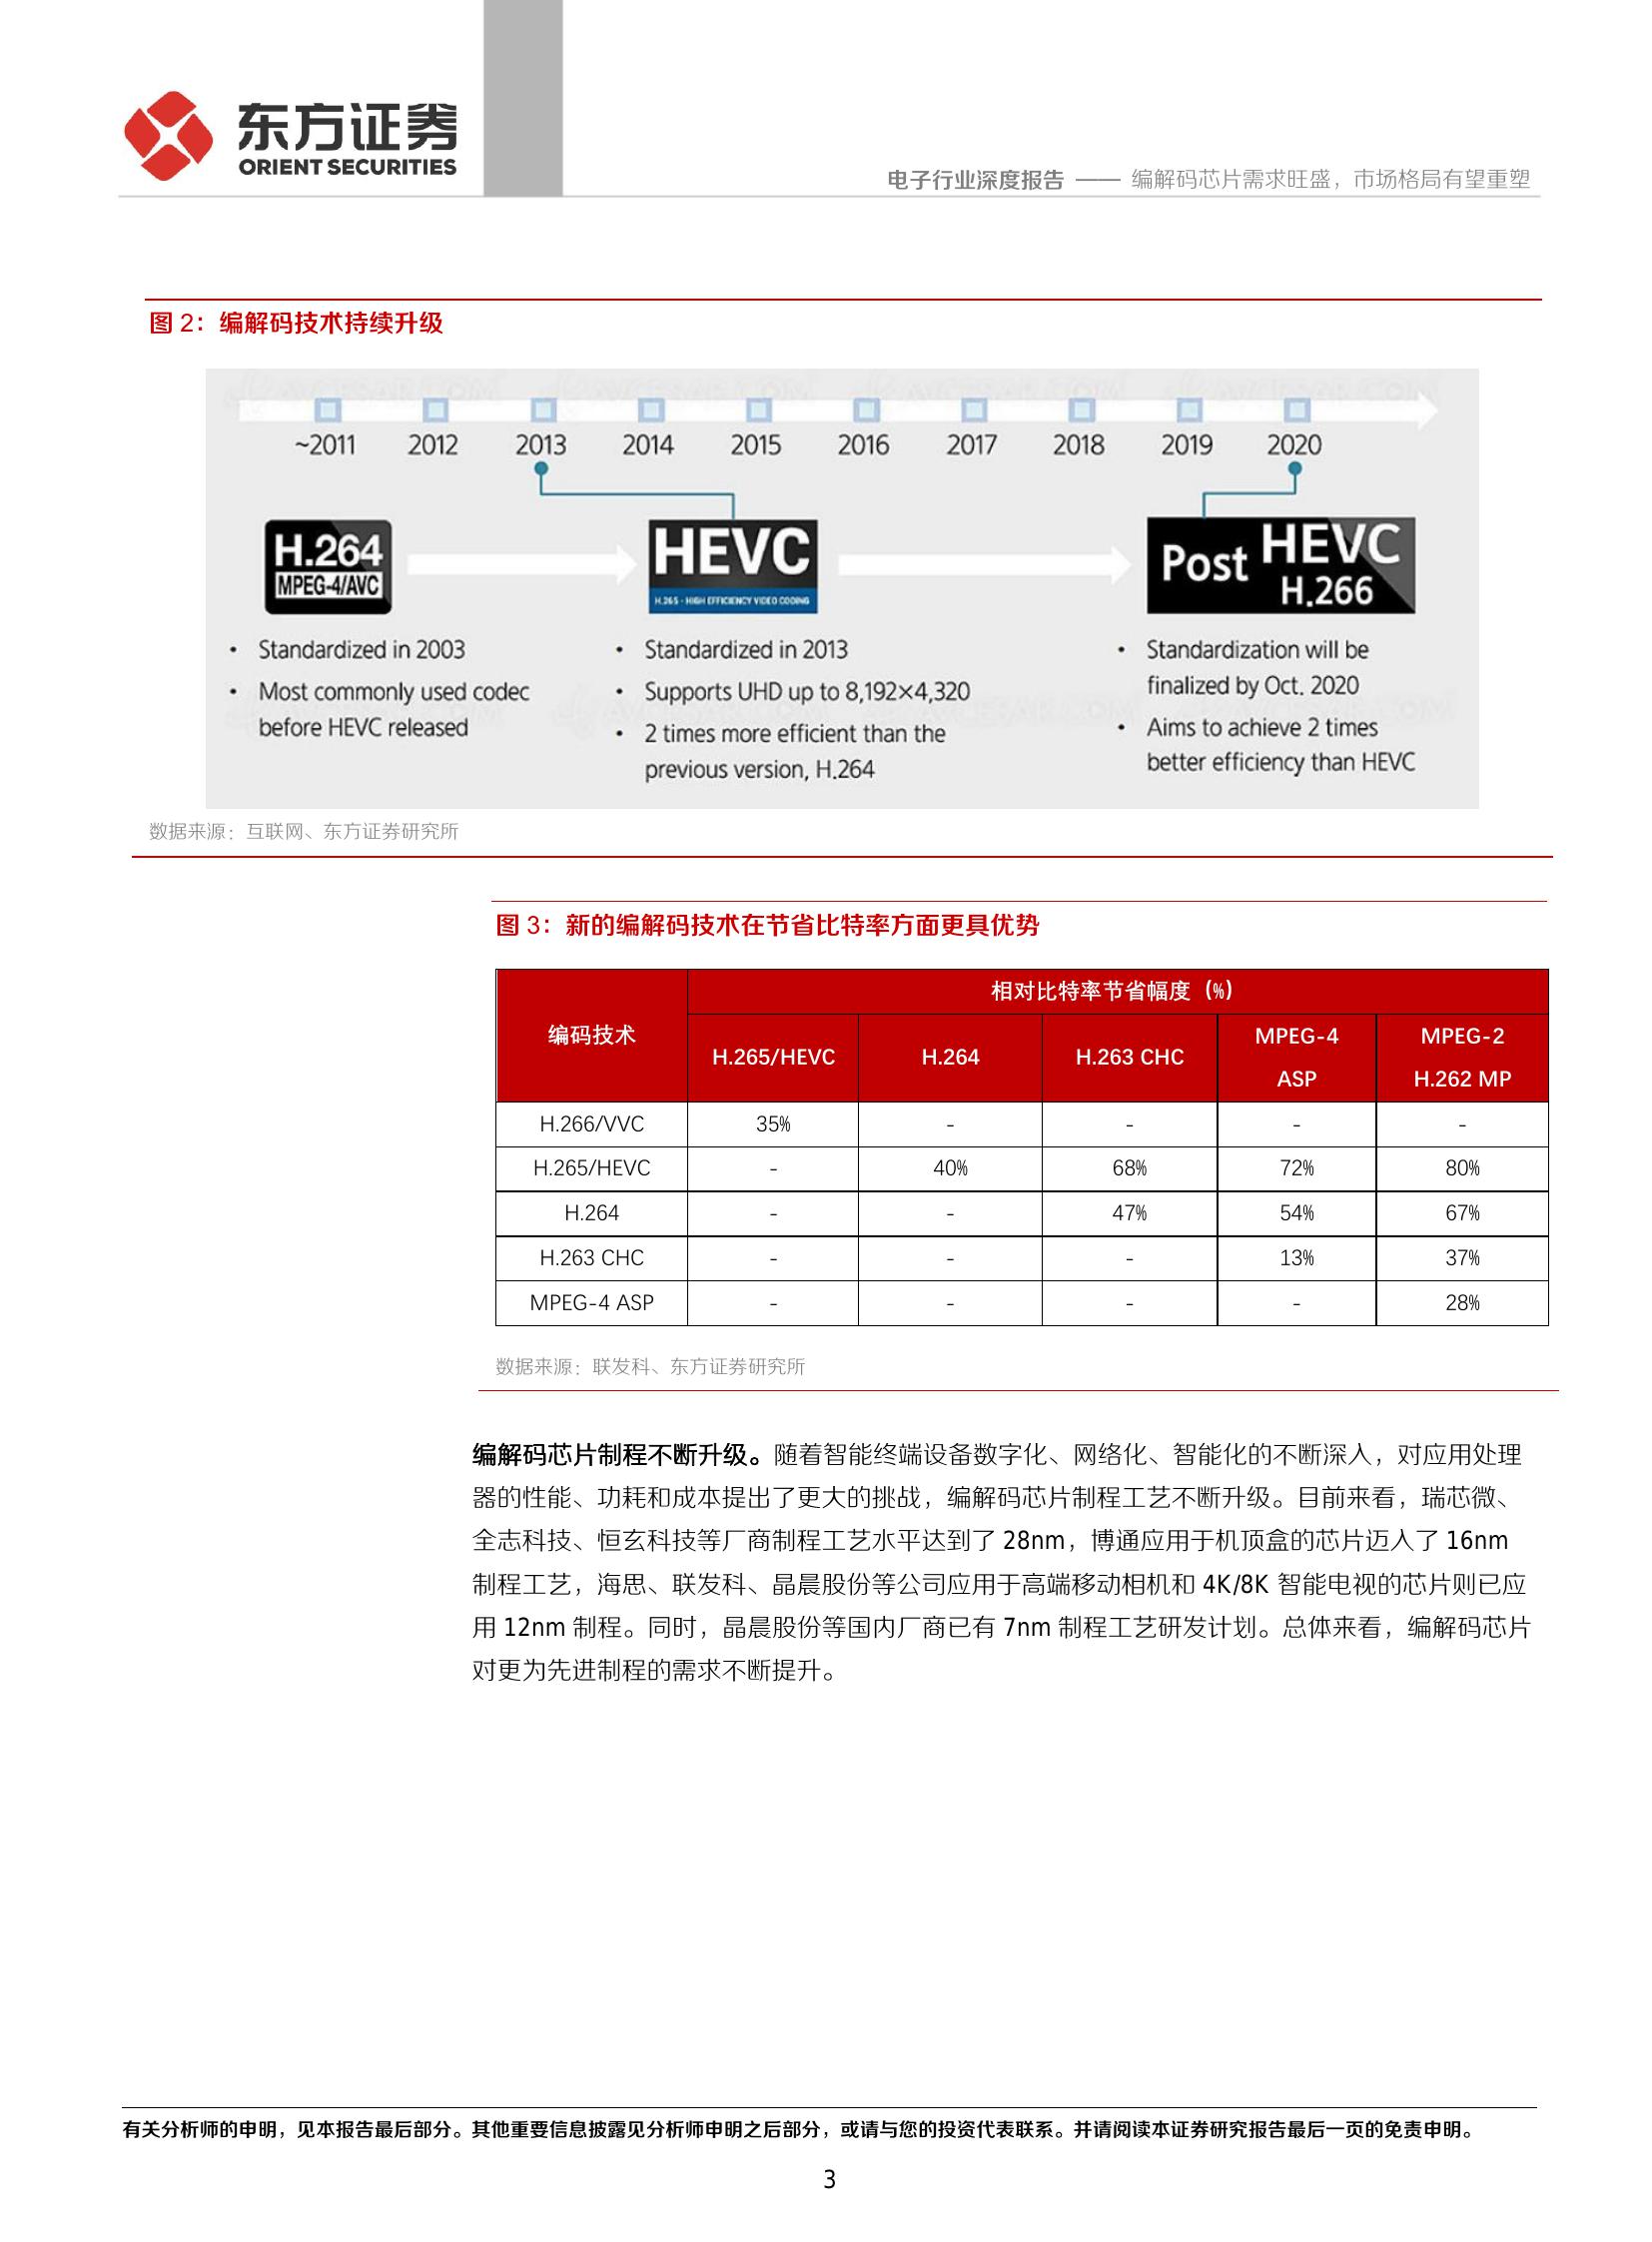 东方证券
ORIENT SECURITIES
电子行业深度报告 —— 编解码芯片需求旺盛，市场格局有望重塑
图 2：编解码技术持续升级
~2011 2012 2013 2014 2015 2016 2017 2018 2019 2020
H.264
MPEG-4/AVC
• Standardized in 2003
• Most commonly used codec
before HEVC released
HEVC
H.265 - HIGH EFFICIENCY VIDEO CODING
• Standardized in 2013
• Supports UHD up to 8,192×4,320
• 2 times more efficient than the
previous version, H.264
Post HEVC
H.266
• Standardization will be
finalized by Oct. 2020
• Aims to achieve 2 times
better efficiency than HEVC
数据来源：互联网、东方证券研究所
图 3：新的编解码技术在节省比特率方面更具优势
编码技术 相对比特率节省幅度（%）
H.265/HEVC H.264 H.263 CHC MPEG-4 ASP MPEG-2 H.262 MP
H.266/VVC 35% - - - -
H.265/HEVC - 40% 68% 72% 80%
H.264 - - 47% 54% 67%
H.263 CHC - - - 13% 37%
MPEG-4 ASP - - - - 28%
数据来源：联发科、东方证券研究所
编解码芯片制程不断升级。随着智能终端设备数字化、网络化、智能化的不断深入，对应用处理
器的性能、功耗和成本提出了更大的挑战，编解码芯片制程工艺不断升级。目前来看，瑞芯微、
全志科技、恒玄科技等厂商制程工艺水平达到了 28nm，博通应用于机顶盒的芯片迈入了 16nm
制程工艺，海思、联发科、晶晨股份等公司应用于高端移动相机和 4K/8K 智能电视的芯片则已应
用 12nm 制程。同时，晶晨股份等国内厂商已有 7nm 制程工艺研发计划。总体来看，编解码芯片
对更为先进制程的需求不断提升。
有关分析师的申明，见本报告最后部分。其他重要信息披露见分析师申明之后部分，或请与您的投资代表联系。并请阅读本证券研究报告最后一页的免责申明。
3